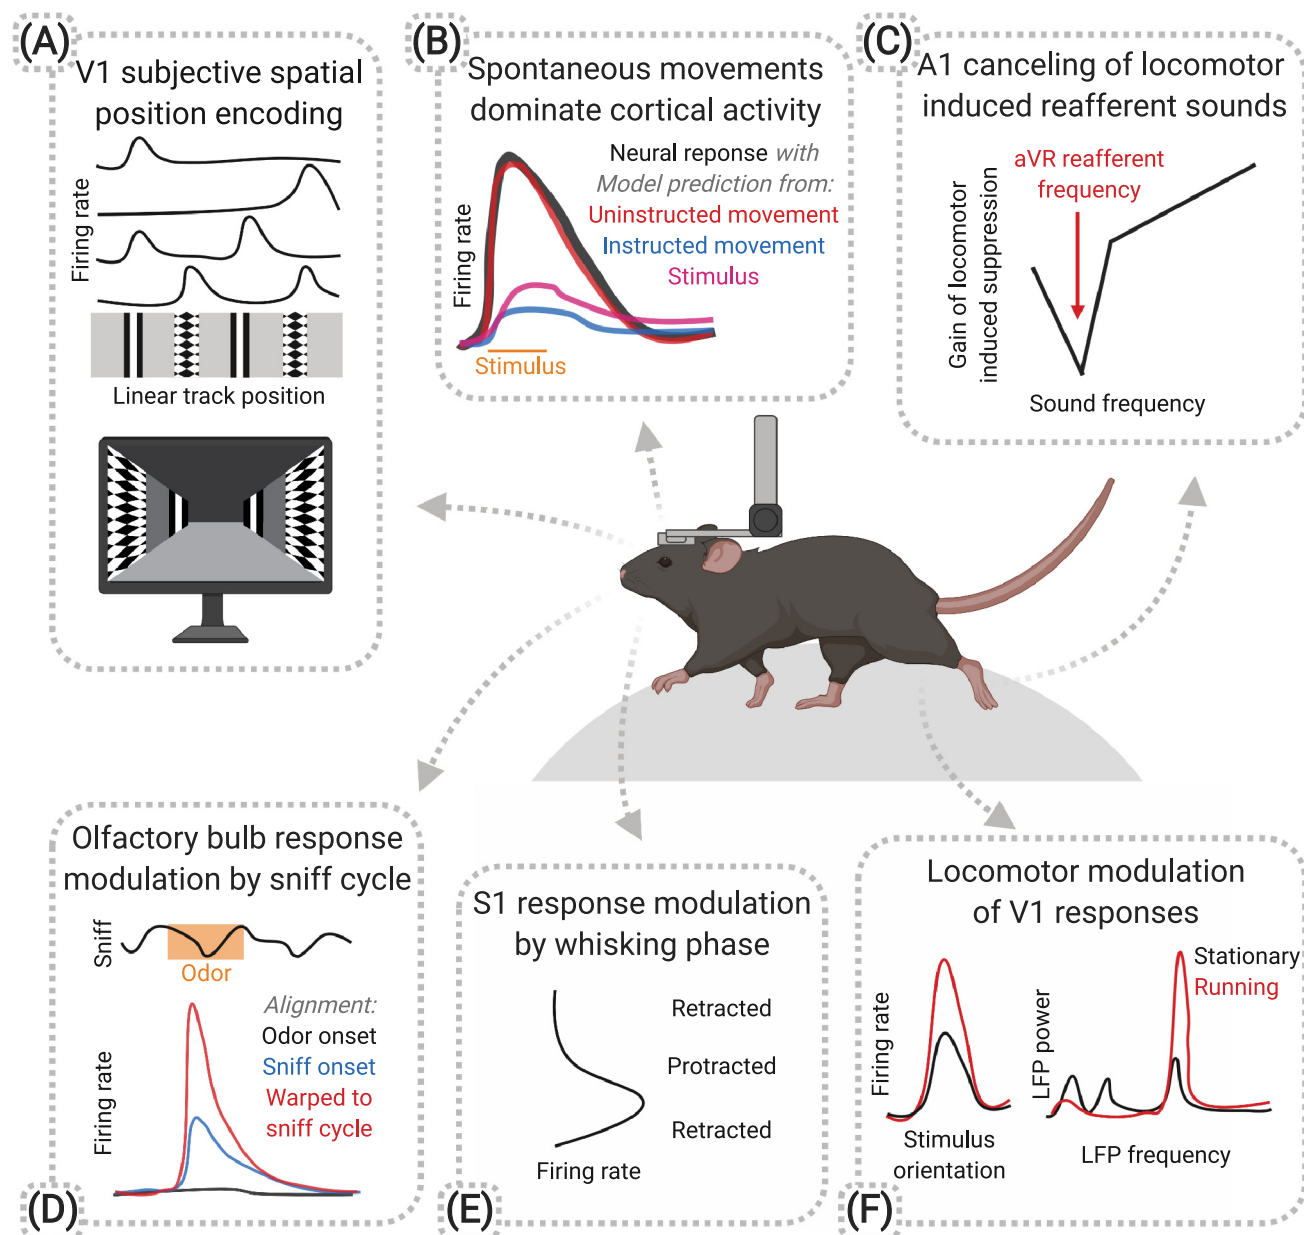 (A)
V1 subjective spatial
position encoding
Firing rate
Linear track position
(B)
Spontaneous movements
dominate cortical activity
Neural reponse with
Model prediction from:
Uninstructed movement
Instructed movement
Stimulus
Firing rate
Stimulus
(C)
A1 canceling of locomotor
induced reafferent sounds
aVR reafferent
frequency
Gain of locomotor
induced suppression
Sound frequency
Olfactory bulb response
modulation by sniff cycle
Sniff
Odor
Alignment:
Odor onset
Sniff onset
Warped to
sniff cycle
Firing rate
(D)
S1 response modulation
by whisking phase
Retracted
Protracted
Retracted
Firing rate
(E)
Locomotor modulation
of V1 responses
Stationary
Running
Firing rate
Stimulus
orientation
LFP power
LFP frequency
(F)